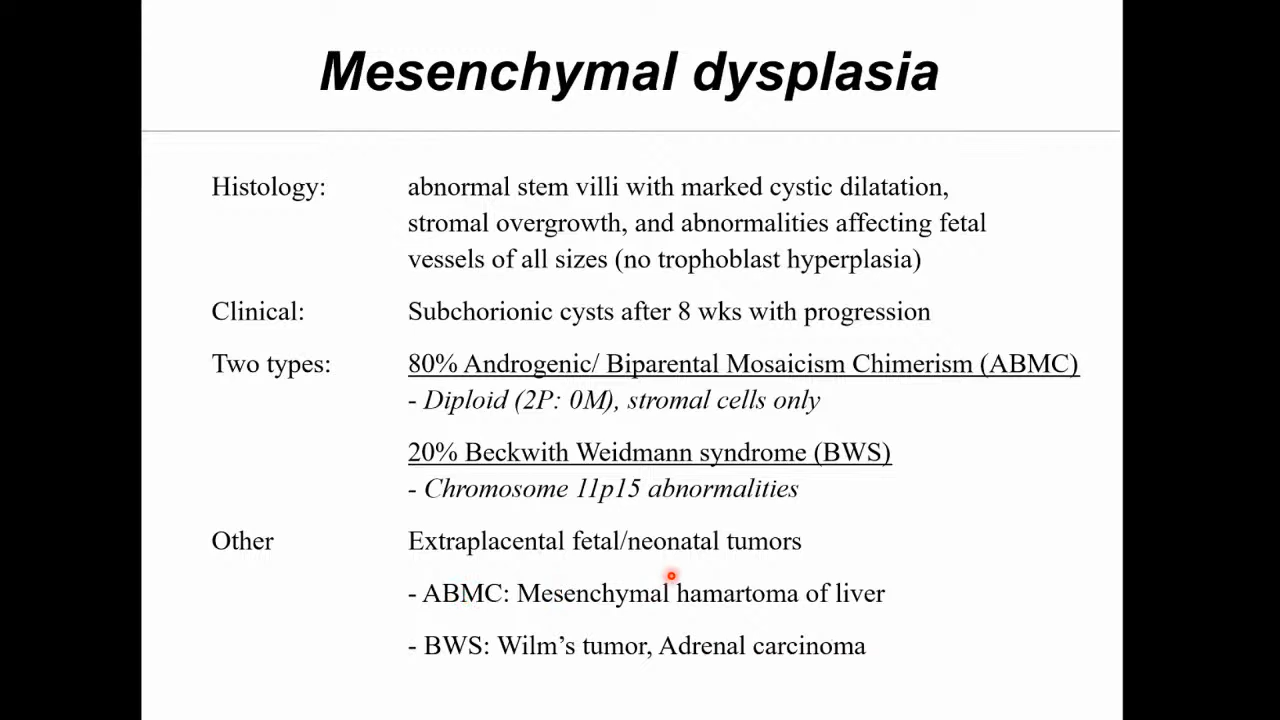 Mesenchymal dysplasia
Histology: abnormal stem villi with marked cystic dilatation,
stromal overgrowth, and abnormalities affecting fetal
vessels of all sizes (no trophoblast hyperplasia)
Clinical: Subchorionic cysts after 8 wks with progression
Two types: 80% Androgenic/ Biparental Mosaicism Chimerism (ABMC)
- Diploid (2P: 0M), stromal cells only
20% Beckwith Weidmann syndrome (BWS)
- Chromosome 11p15 abnormalities
Other Extraplacental fetal/neonatal tumors
- ABMC: Mesenchymal hamartoma of liver
- BWS: Wilm’s tumor, Adrenal carcinoma